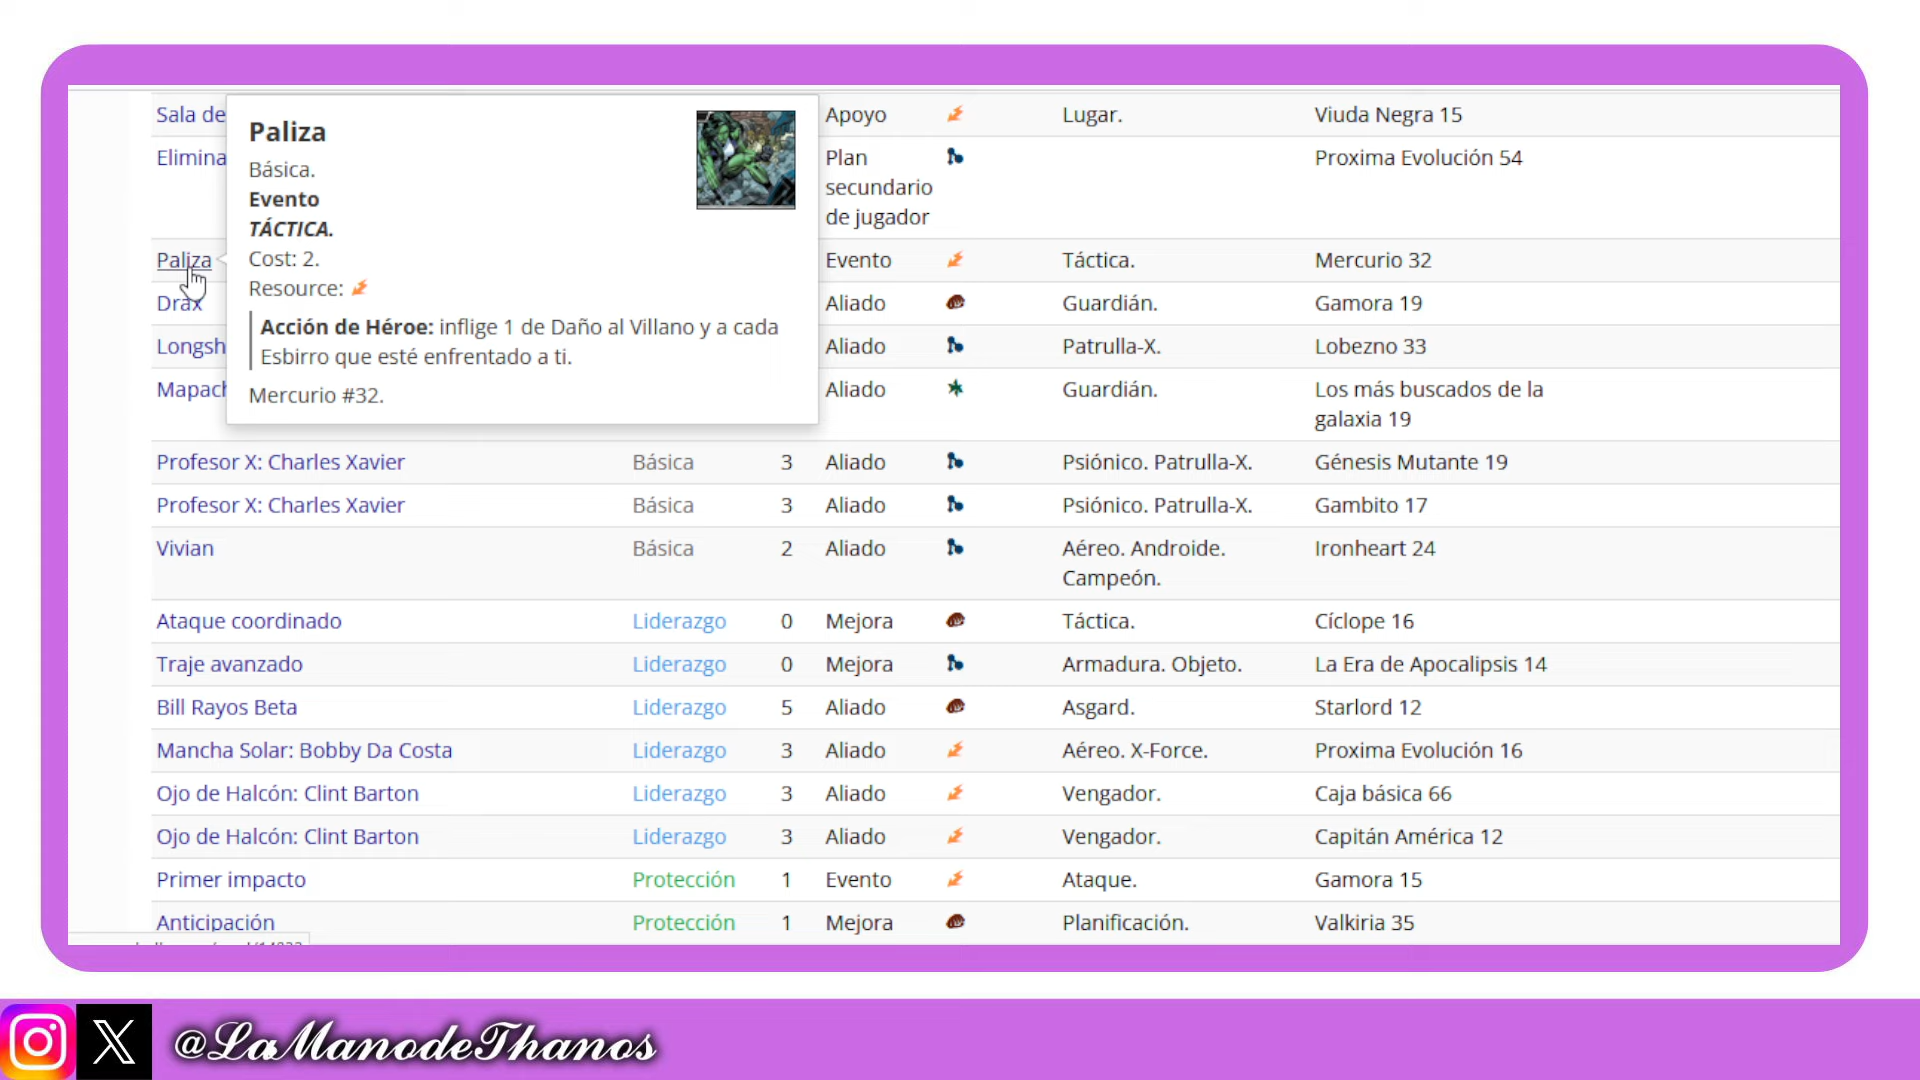 Sala de Apoyo Lugar. Viuda Negra 15
Paliza
Elimina Plan Proxima Evolución 54
Básica.
secundario
Evento
de jugador
TÁCTICA.
Paliza Evento Táctica. Mercurio 32
Cost: 2.
Resource:
Drax Aliado Guardián. Gamora 19
Acción de Héroe: inflige 1 de Daño al Villano y a cada
Esbirro que esté enfrentado a ti.
Longsh Aliado Patrulla-X. Lobezno 33
Mapach Aliado Guardián. Los más buscados de la
galaxia 19
Mercurio #32.
Profesor X: Charles Xavier Básica 3 Aliado Psiónico. Patrulla-X. Génesis Mutante 19
Profesor X: Charles Xavier Básica 3 Aliado Psiónico. Patrulla-X. Gambito 17
Vivian Básica 2 Aliado Aéreo. Androide. Ironheart 24
Campeón.
Ataque coordinado Liderazgo 0 Mejora Táctica. Cíclope 16
Traje avanzado Liderazgo 0 Mejora Armadura. Objeto. La Era de Apocalipsis 14
Bill Rayos Beta Liderazgo 5 Aliado Asgard. Starlord 12
Mancha Solar: Bobby Da Costa Liderazgo 3 Aliado Aéreo. X-Force. Proxima Evolución 16
Ojo de Halcón: Clint Barton Liderazgo 3 Aliado Vengador. Caja básica 66
Ojo de Halcón: Clint Barton Liderazgo 3 Aliado Vengador. Capitán América 12
Primer impacto Protección 1 Evento Ataque. Gamora 15
Anticipación Protección 1 Mejora Planificación. Valkiria 35
@LaManodeThanos